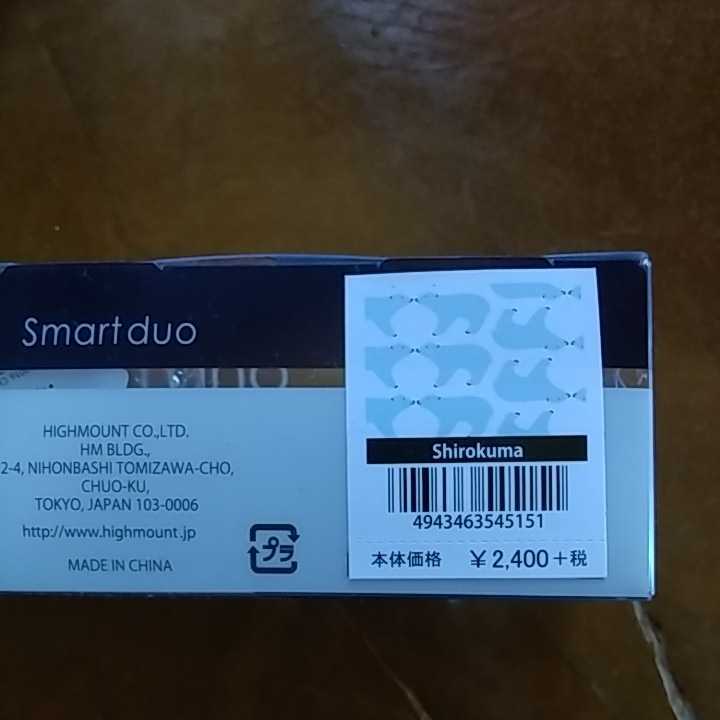 Smart duo
HIGHMOUNT CO.,LTD.
HM BLDG.,
2-4, NIHONBASHI TOMIZAWA-CHO,
CHUO-KU,
TOKYO, JAPAN 103-0006
http://www.highmount.jp
MADE IN CHINA
プラ
Shirokuma
4943463545151
本体価格 ¥2,400+税